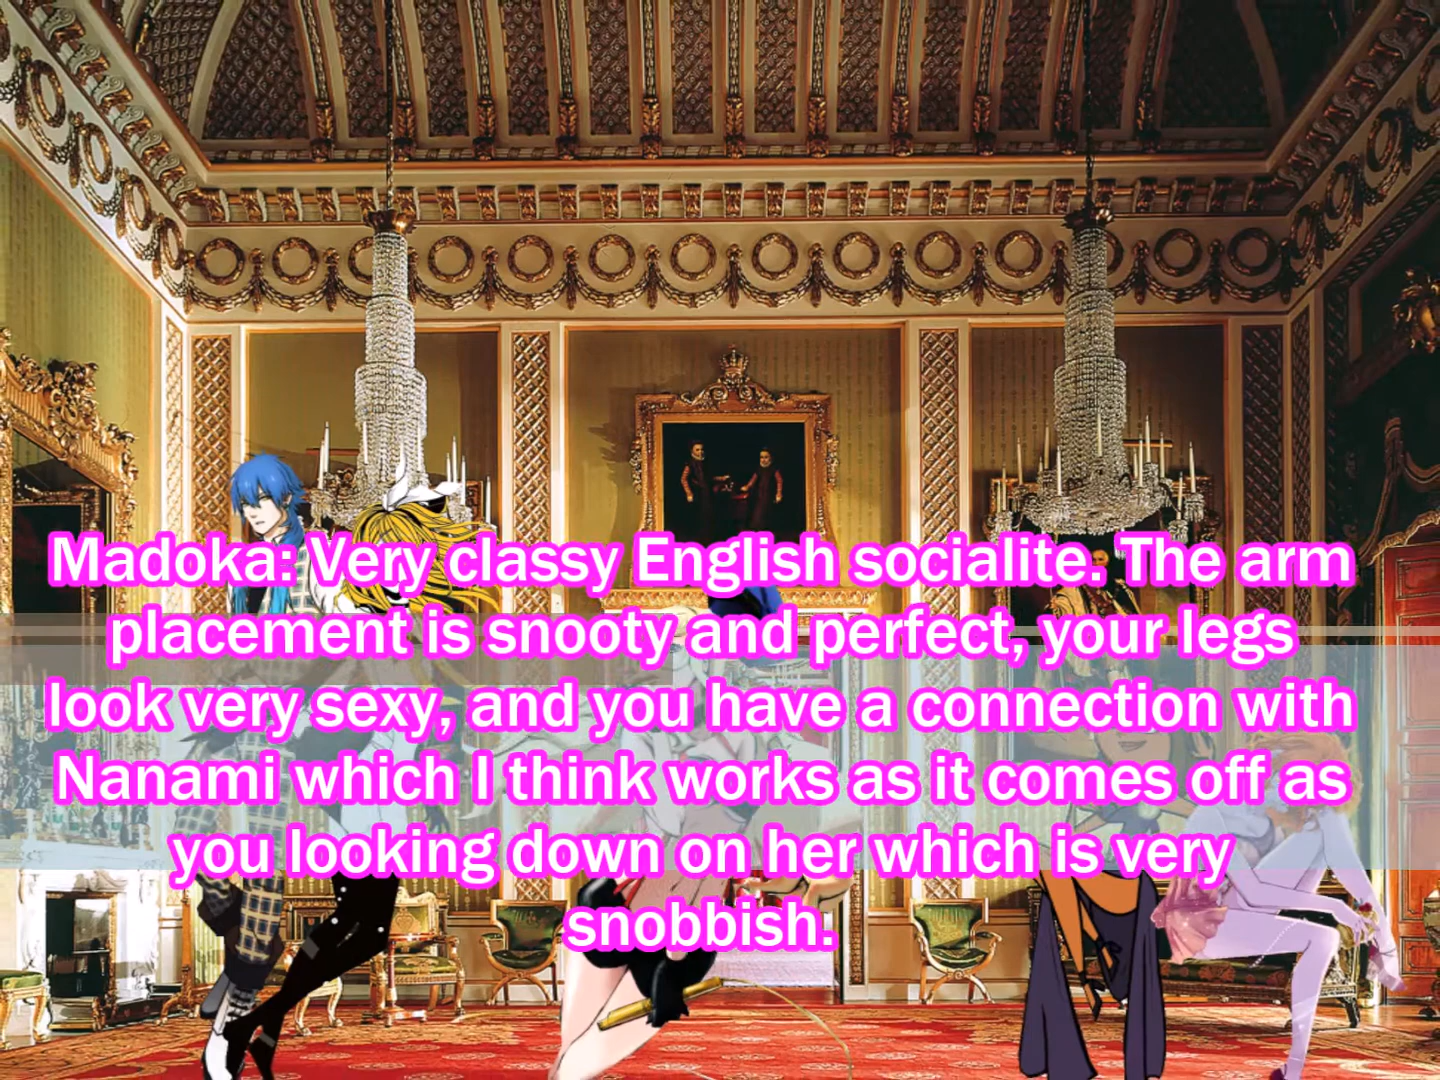 Madoka: Very classy English socialite. The arm
placement is snooty and perfect, your legs
look very sexy, and you have a connection with
Nanami which I think works as it comes off as
you looking down on her which is very
snobbish.